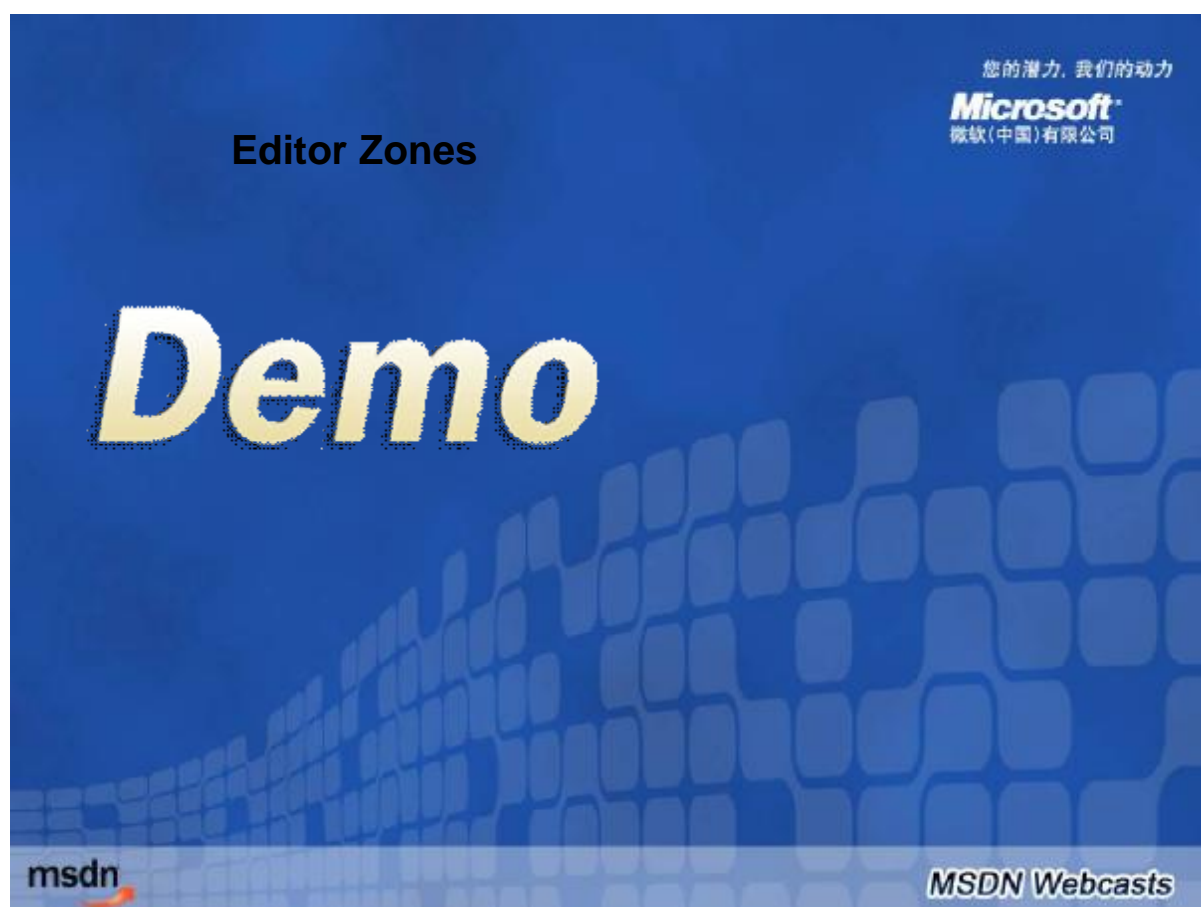 您的潜力, 我们的动力
Microsoft
微软(中国)有限公司
Editor Zones
Demo
msdn
MSDN Webcasts